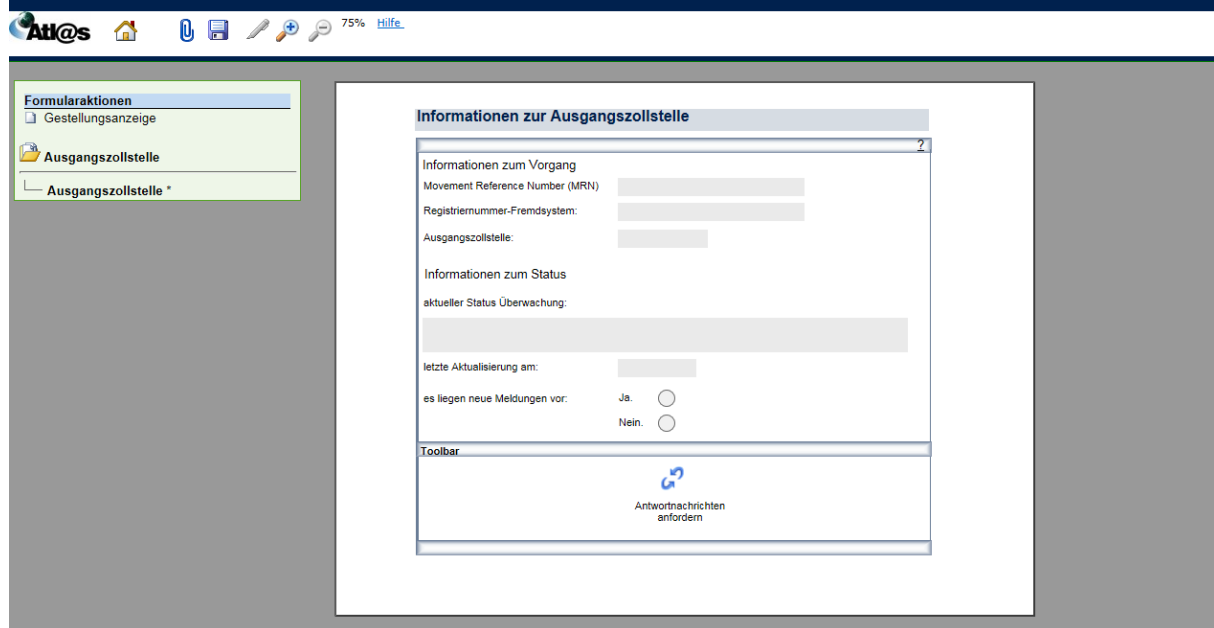 Atl@s
75% Hilfe
Formularaktionen
Gestellungsanzeige
Ausgangszollstelle
Ausgangszollstelle *
Informationen zur Ausgangszollstelle
?
Informationen zum Vorgang
Movement Reference Number (MRN)
Registriernummer-Fremdsystem:
Ausgangszollstelle:
Informationen zum Status
aktueller Status Überwachung:
letzte Aktualisierung am:
es liegen neue Meldungen vor: Ja.
Nein.
Toolbar
Antwortnachrichten
anfordern